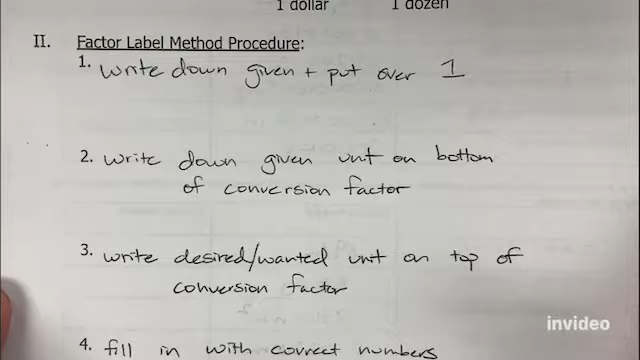 1 dollar 1 dozen
II. Factor Label Method Procedure:
1. write down given + put over 1
2. write down given unit on bottom
of conversion factor
3. write desired/wanted unit on top of
conversion factor
4. fill in with correct numbers
invideo